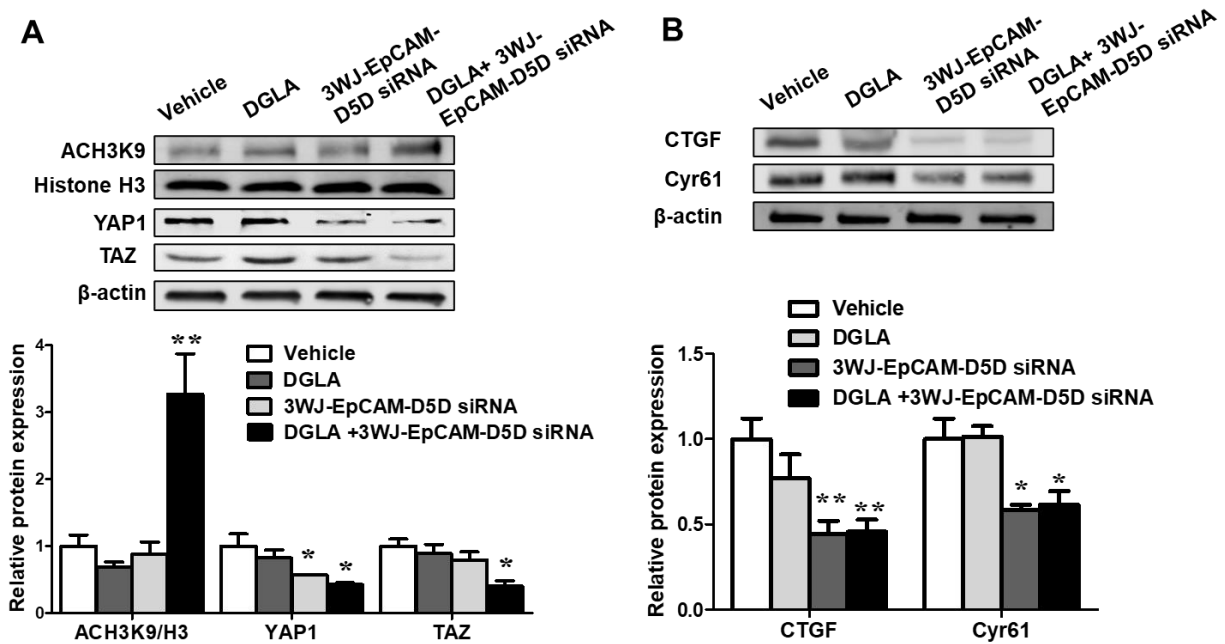 A
Vehicle
DGLA
3WJ-EpCAM-
D5D siRNA
DGLA+ 3WJ-
EpCAM-D5D siRNA
ACH3K9
Histone H3
YAP1
TAZ
β-actin
Relative protein expression
4
3
2
1
0
**
*
*
*
Vehicle
DGLA
3WJ-EpCAM-D5D siRNA
DGLA +3WJ-EpCAM-D5D siRNA
ACH3K9/H3
YAP1
TAZ
B
Vehicle
DGLA
3WJ-EpCAM-
D5D siRNA
DGLA+ 3WJ-
EpCAM-D5D siRNA
CTGF
Cyr61
β-actin
Vehicle
DGLA
3WJ-EpCAM-D5D siRNA
DGLA +3WJ-EpCAM-D5D siRNA
Relative protein expression
1.5
1.0
0.5
0.0
**
**
*
*
CTGF
Cyr61